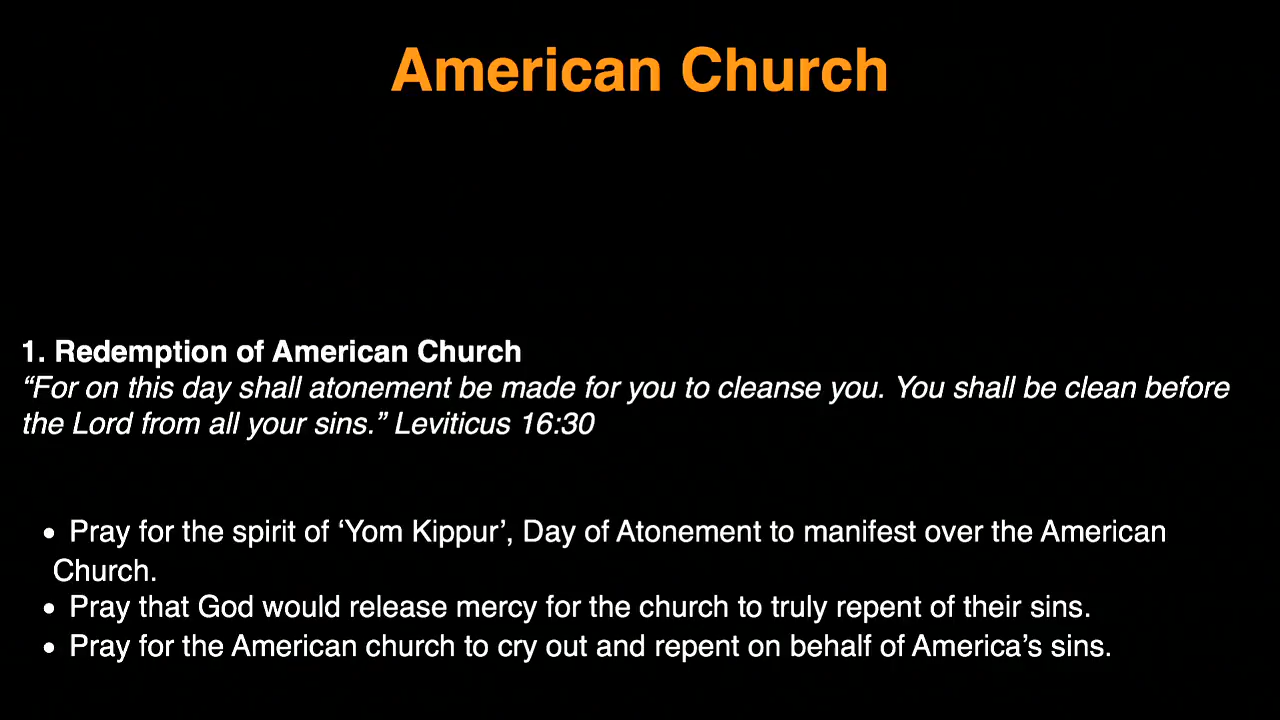 American Church
1. Redemption of American Church
“For on this day shall atonement be made for you to cleanse you. You shall be clean before
the Lord from all your sins.” Leviticus 16:30
• Pray for the spirit of ‘Yom Kippur’, Day of Atonement to manifest over the American
Church.
• Pray that God would release mercy for the church to truly repent of their sins.
• Pray for the American church to cry out and repent on behalf of America’s sins.